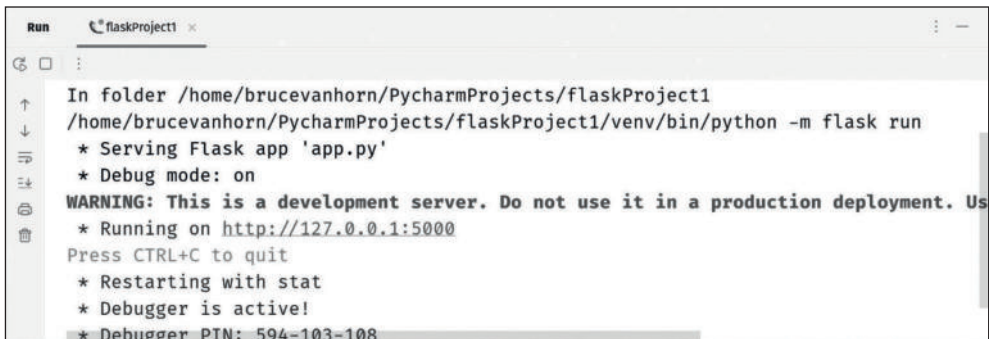 Run flaskProject1
In folder /home/brucevanhorn/PycharmProjects/flaskProject1
/home/brucevanhorn/PycharmProjects/flaskProject1/venv/bin/python -m flask run
* Serving Flask app 'app.py'
* Debug mode: on
WARNING: This is a development server. Do not use it in a production deployment. Us
* Running on http://127.0.0.1:5000
Press CTRL+C to quit
* Restarting with stat
* Debugger is active!
* Debugger PIN: 594-103-108